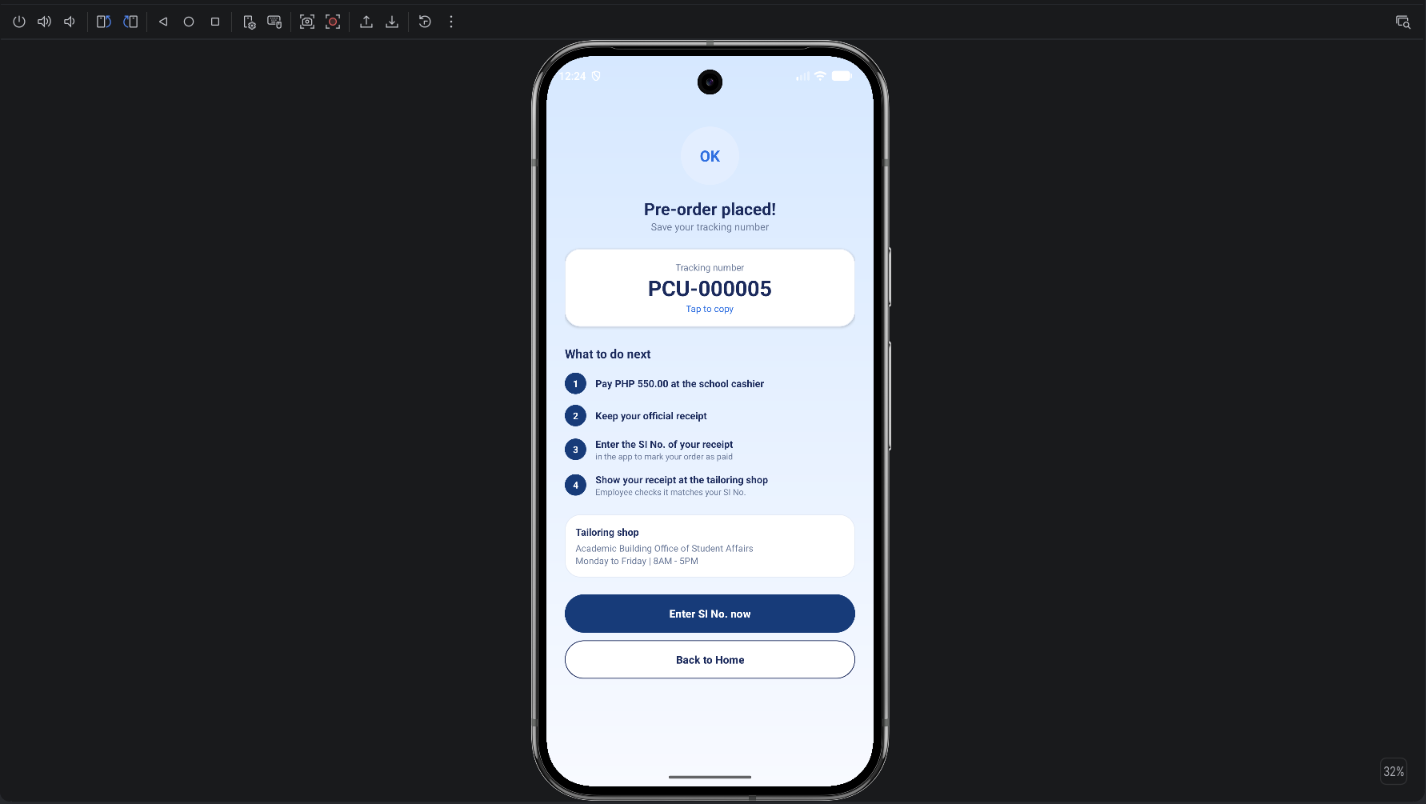 12:24
OK
Pre-order placed!
Save your tracking number
Tracking number
PCU-000005
Tap to copy
What to do next
1 Pay PHP 550.00 at the school cashier
2 Keep your official receipt
3 Enter the SI No. of your receipt
in the app to mark your order as paid
4 Show your receipt at the tailoring shop
Employee checks it matches your SI No.
Tailoring shop
Academic Building Office of Student Affairs
Monday to Friday | 8AM - 5PM
Enter SI No. now
Back to Home
32%